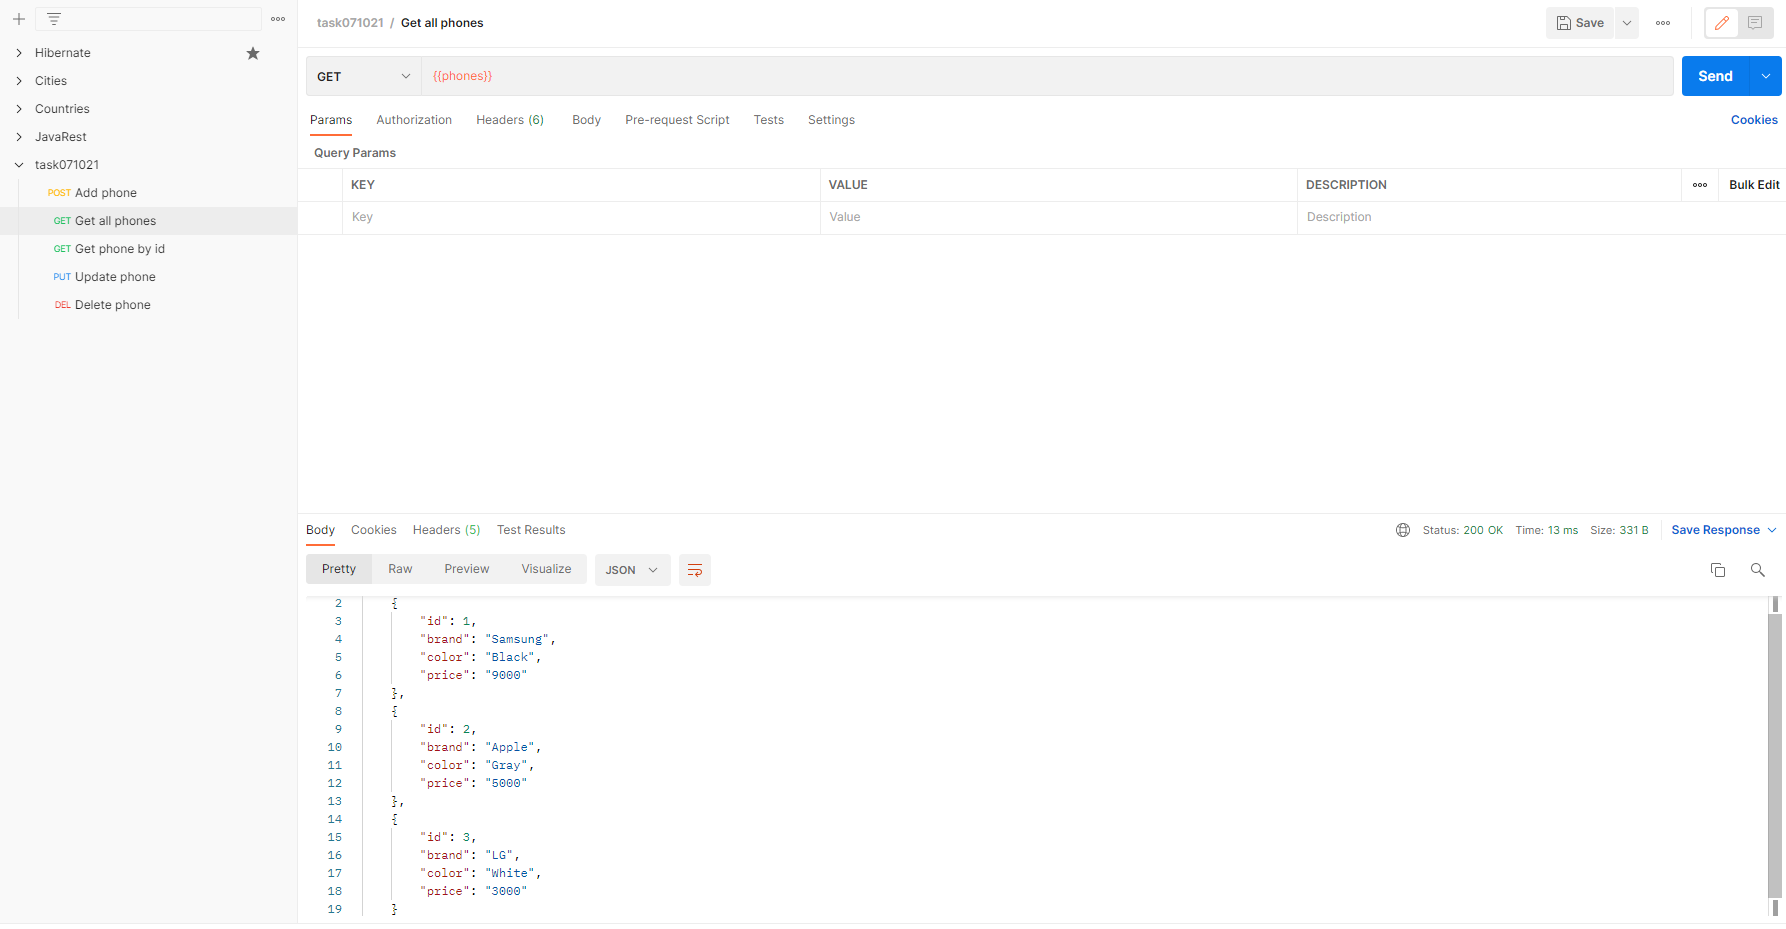 task071021 / Get all phones
Save
Hibernate
Cities
Countries
JavaRest
task071021
POST Add phone
GET Get all phones
GET Get phone by id
PUT Update phone
DEL Delete phone
GET {{phones}} Send
Params Authorization Headers (6) Body Pre-request Script Tests Settings Cookies
Query Params
KEY VALUE DESCRIPTION Bulk Edit
Key Value Description
Body Cookies Headers (5) Test Results Status: 200 OK Time: 13 ms Size: 331 B Save Response
Pretty Raw Preview Visualize JSON
2 {
3 "id": 1,
4 "brand": "Samsung",
5 "color": "Black",
6 "price": "9000"
7 },
8 {
9 "id": 2,
10 "brand": "Apple",
11 "color": "Gray",
12 "price": "5000"
13 },
14 {
15 "id": 3,
16 "brand": "LG",
17 "color": "White",
18 "price": "3000"
19 }